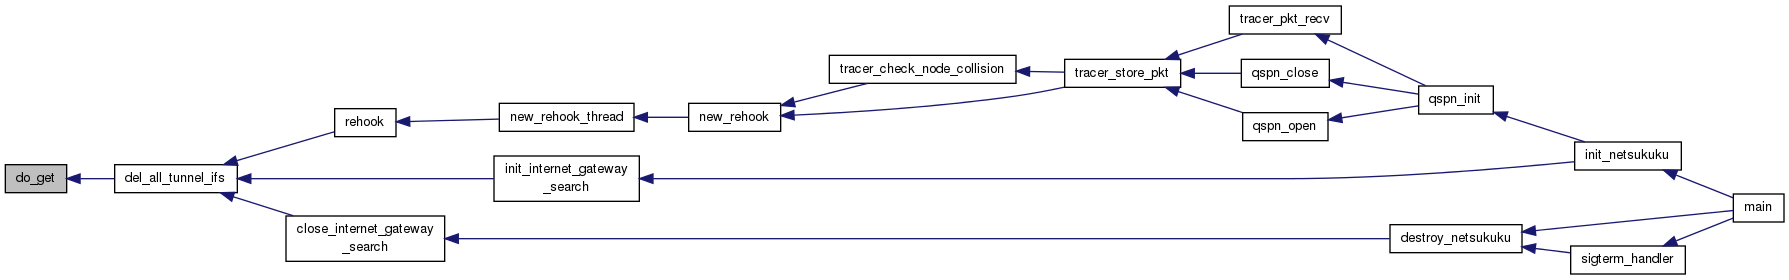 do_get
del_all_tunnel_ifs
rehook
new_rehook_thread
new_rehook
tracer_check_node_collision
tracer_store_pkt
tracer_pkt_recv
qspn_close
qspn_open
qspn_init
init_internet_gateway
_search
init_netsukuku
close_internet_gateway
_search
destroy_netsukuku
sigterm_handler
main